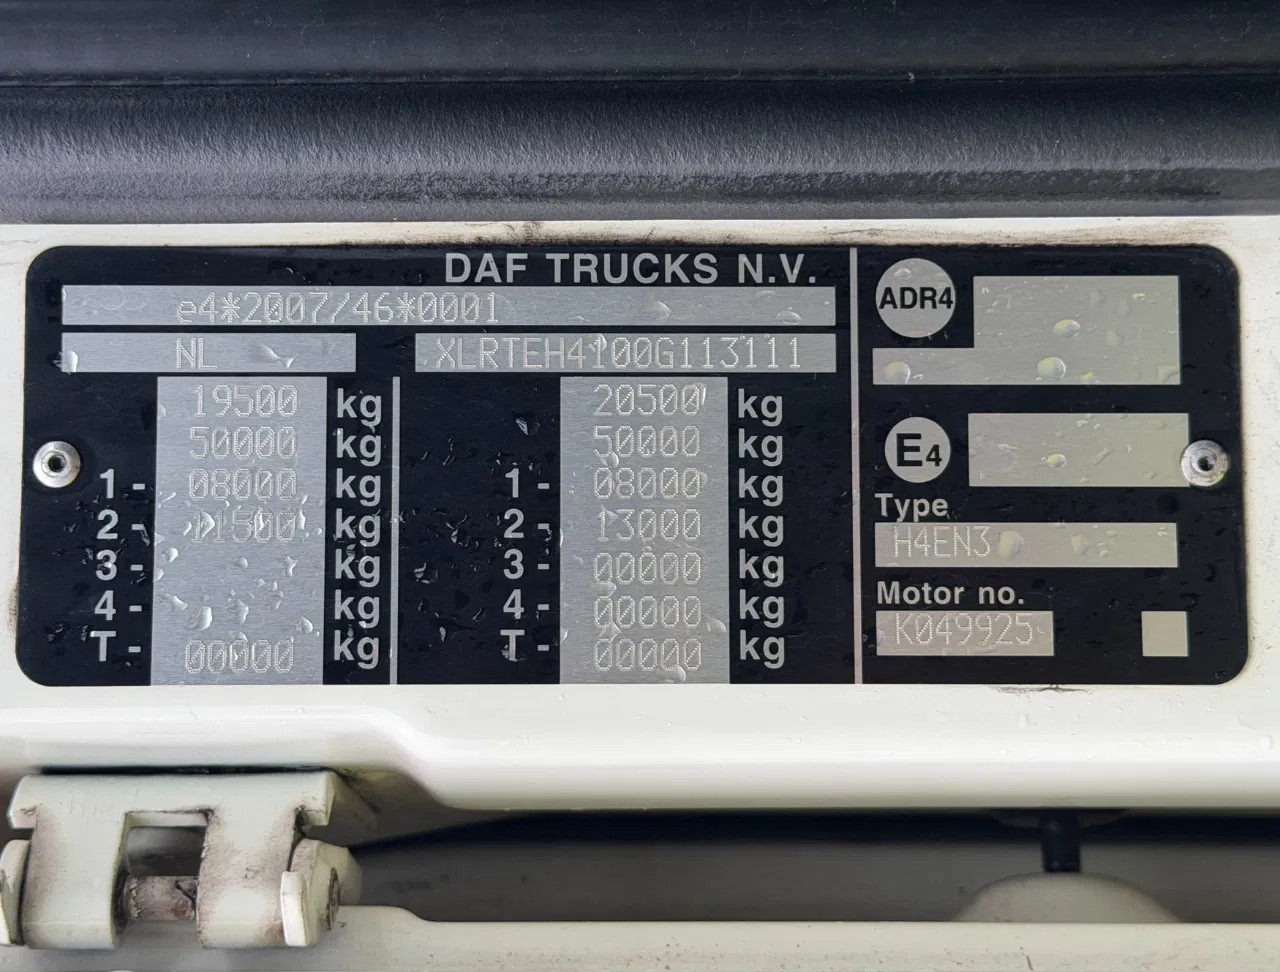 DAF TRUCKS N.V.
e4*2007/46*0001
NL XLRTEH4100G113111
19500 kg 20500 kg
50000 kg 50000 kg
1- 08000 kg 1- 08000 kg
2- 11500 kg 2- 13000 kg
3- kg 3- 00000 kg
4- kg 4- 00000 kg
T- 00000 kg T- 00000 kg
ADR4
E4
Type
H4EN3
Motor no.
K049925